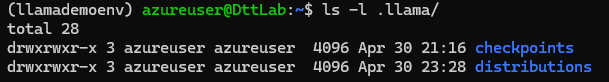 (llamademoenv) azureuser@DttLab:~$ ls -l .llama/
total 28
drwxrwxr-x 3 azureuser azureuser  4096 Apr 30 21:16 checkpoints
drwxrwxr-x 4 azureuser azureuser  4096 Apr 30 23:28 distributions